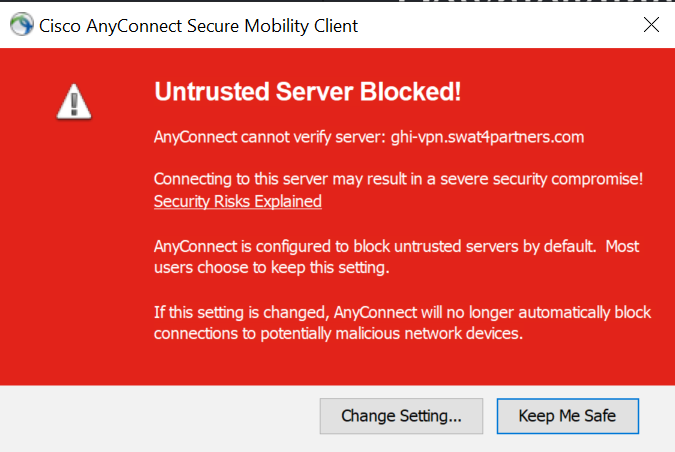 Cisco AnyConnect Secure Mobility Client
Untrusted Server Blocked!
AnyConnect cannot verify server: ghi-vpn.swat4partners.com
Connecting to this server may result in a severe security compromise!
Security Risks Explained
AnyConnect is configured to block untrusted servers by default. Most
users choose to keep this setting.
If this setting is changed, AnyConnect will no longer automatically block
connections to potentially malicious network devices.
Change Setting...
Keep Me Safe